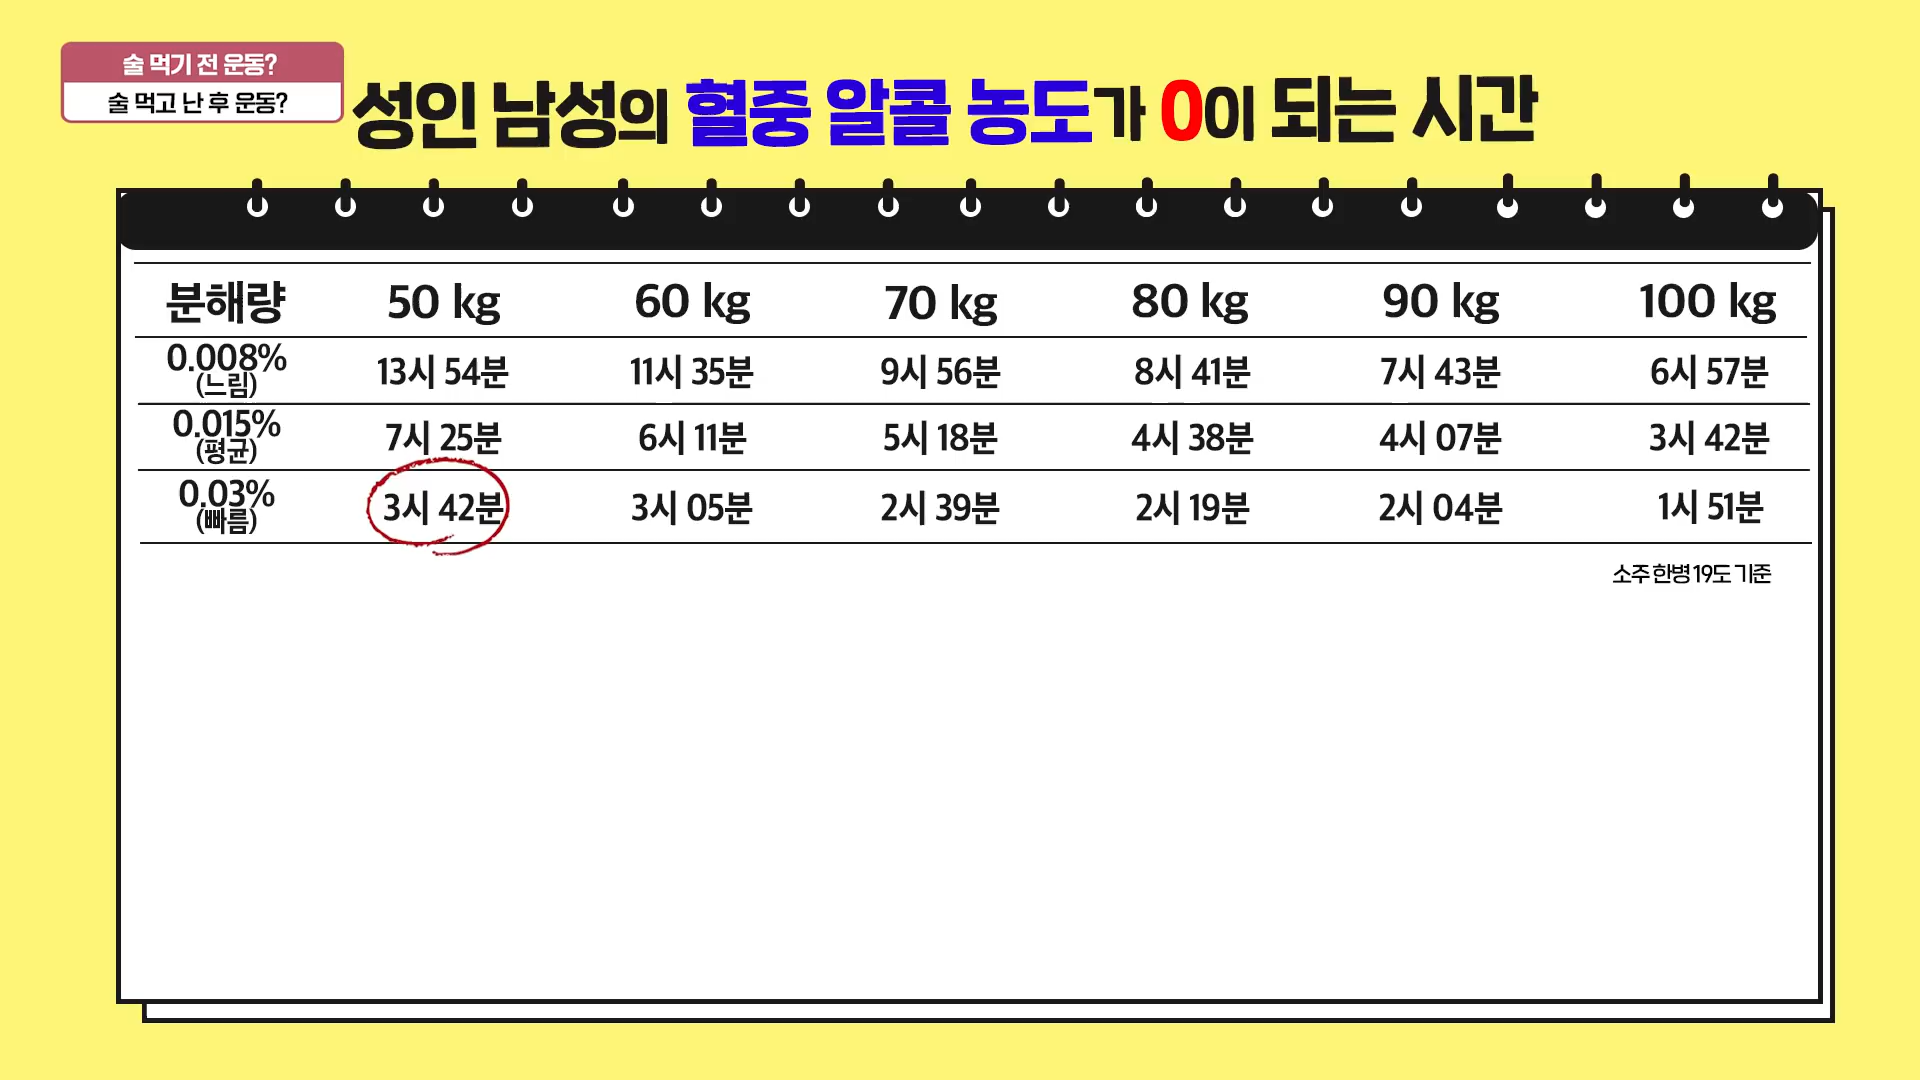 술 먹기 전 운동?
술 먹고 난 후 운동?
성인 남성의 혈중 알콜 농도가 0이 되는 시간
분해량 50 kg 60 kg 70 kg 80 kg 90 kg 100 kg
0.008% (느림) 13시 54분 11시 35분 9시 56분 8시 41분 7시 43분 6시 57분
0.015% (평균) 7시 25분 6시 11분 5시 18분 4시 38분 4시 07분 3시 42분
0.03% (빠름) 3시 42분 3시 05분 2시 39분 2시 19분 2시 04분 1시 51분
소주 한병 19도 기준